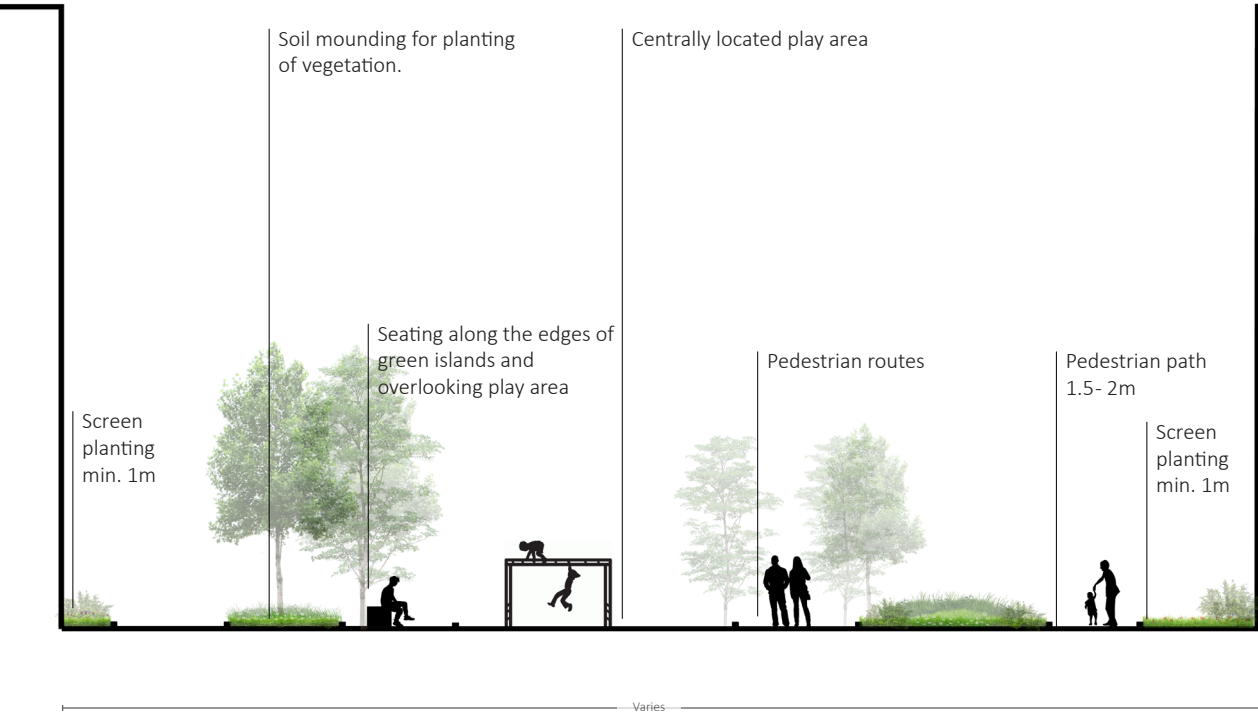 Soil mounding for planting
of vegetation.
Centrally located play area
Seating along the edges of
green islands and
overlooking play area
Pedestrian routes
Pedestrian path
1.5- 2m
Screen
planting
min. 1m
Screen
planting
min. 1m
Varies